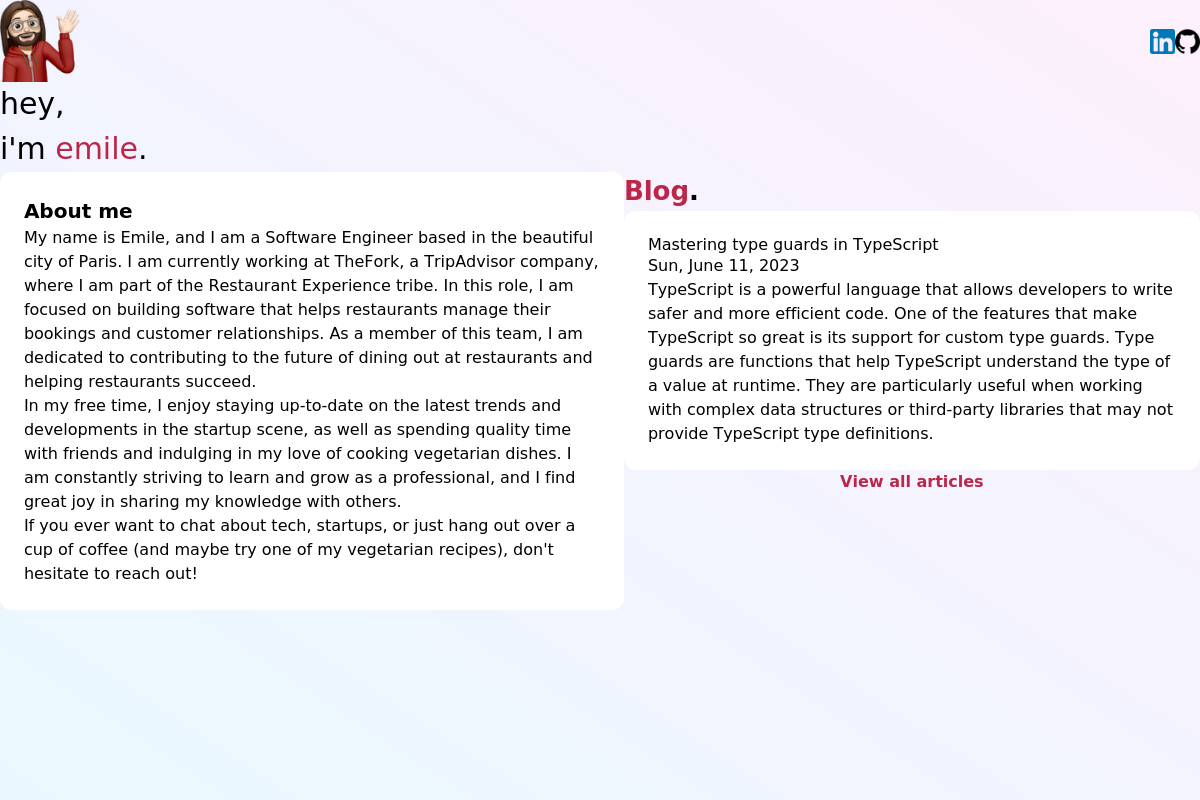 in
hey,
i'm emile.
About me
My name is Emile, and I am a Software Engineer based in the beautiful
city of Paris. I am currently working at TheFork, a TripAdvisor company,
where I am part of the Restaurant Experience tribe. In this role, I am
focused on building software that helps restaurants manage their
bookings and customer relationships. As a member of this team, I am
dedicated to contributing to the future of dining out at restaurants and
helping restaurants succeed.
In my free time, I enjoy staying up-to-date on the latest trends and
developments in the startup scene, as well as spending quality time
with friends and indulging in my love of cooking vegetarian dishes. I
am constantly striving to learn and grow as a professional, and I find
great joy in sharing my knowledge with others.
If you ever want to chat about tech, startups, or just hang out over a
cup of coffee (and maybe try one of my vegetarian recipes), don't
hesitate to reach out!
Blog.
Mastering type guards in TypeScript
Sun, June 11, 2023
TypeScript is a powerful language that allows developers to write
safer and more efficient code. One of the features that make
TypeScript so great is its support for custom type guards. Type
guards are functions that help TypeScript understand the type of
a value at runtime. They are particularly useful when working
with complex data structures or third-party libraries that may not
provide TypeScript type definitions.
View all articles